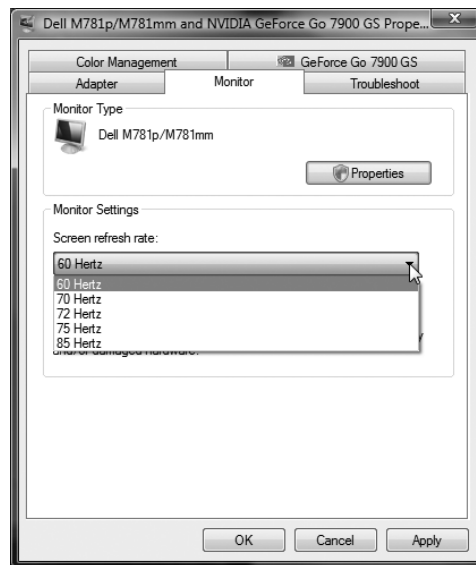 Dell M781p/M781mm and NVIDIA GeForce Go 7900 GS Prope...
Color Management
GeForce Go 7900 GS
Adapter
Monitor
Troubleshoot
Monitor Type
Dell M781p/M781mm
Properties
Monitor Settings
Screen refresh rate:
60 Hertz
60 Hertz
70 Hertz
72 Hertz
75 Hertz
85 Hertz
and/or damaged hardware.
OK
Cancel
Apply